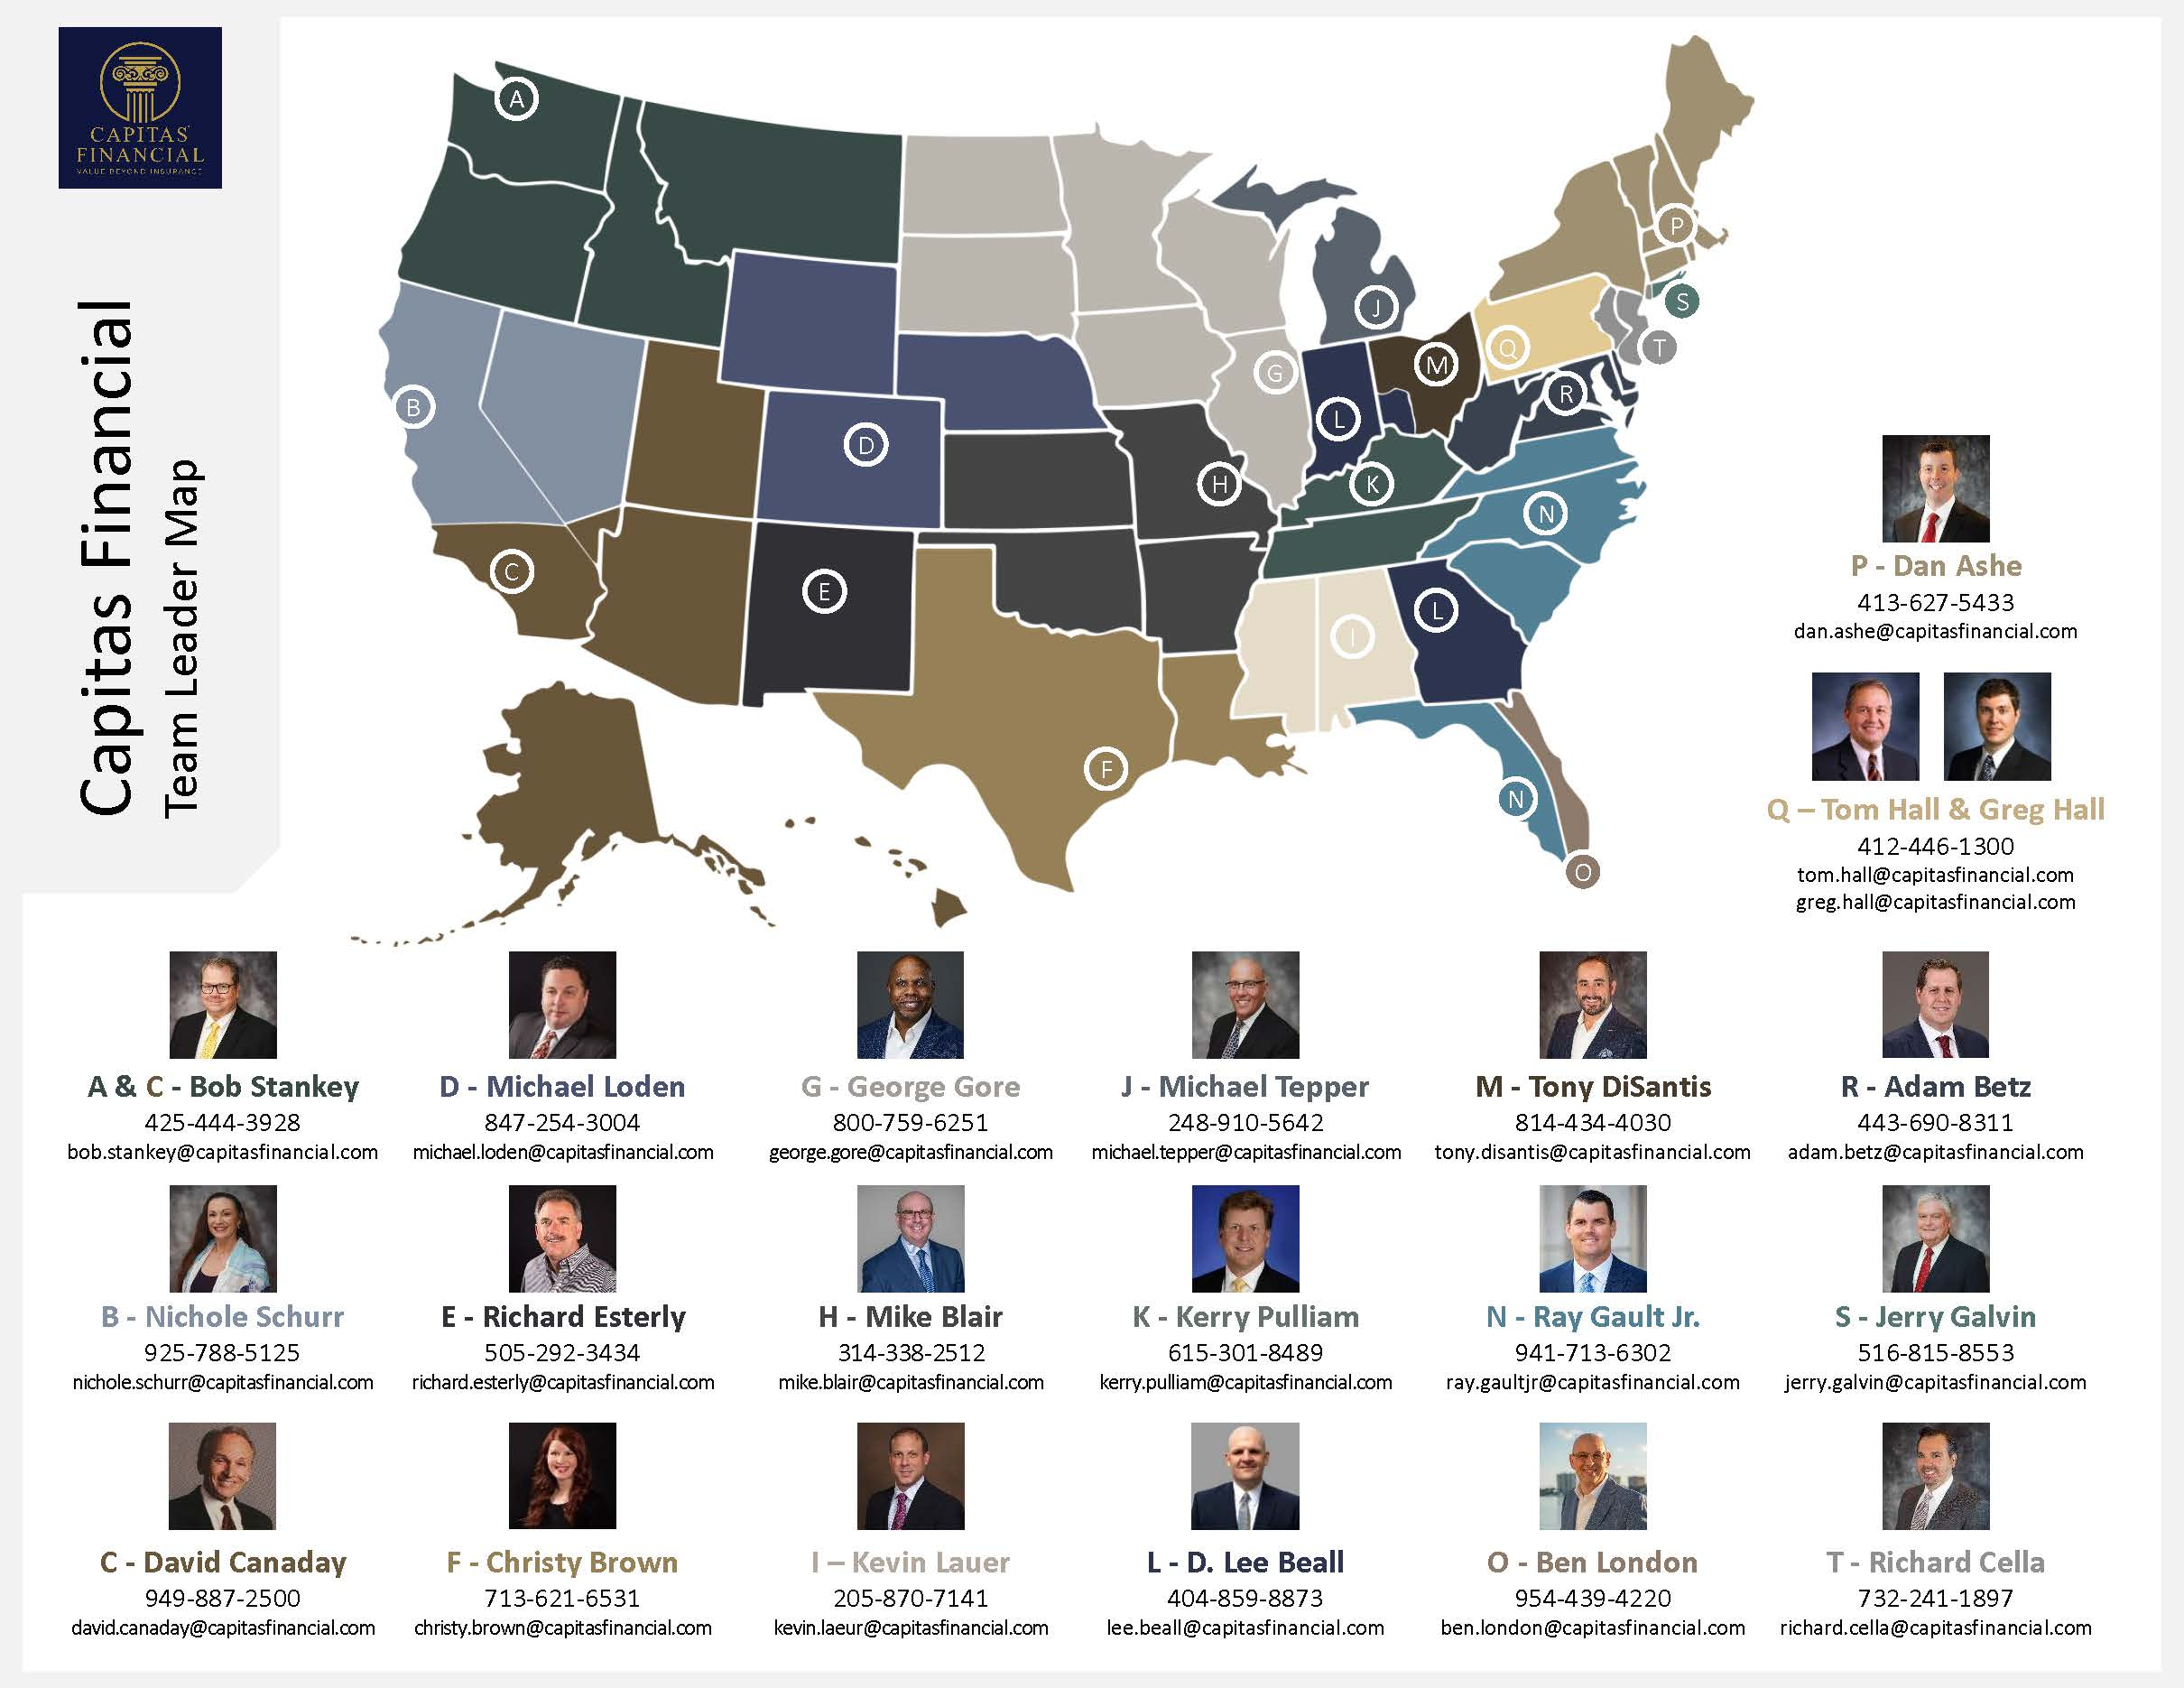 CAPITAS
FINANCIAL
VALUE BEYOND INSURANCE
Capitas Financial
Team Leader Map
A
B
C
D
E
F
G
H
I
J
K
L
L
M
N
N
O
P
Q
R
S
T
P - Dan Ashe
413-627-5433
dan.ashe@capitasfinancial.com
Q – Tom Hall & Greg Hall
412-446-1300
tom.hall@capitasfinancial.com
greg.hall@capitasfinancial.com
A & C - Bob Stankey
425-444-3928
bob.stankey@capitasfinancial.com
D - Michael Loden
847-254-3004
michael.loden@capitasfinancial.com
G - George Gore
800-759-6251
george.gore@capitasfinancial.com
J - Michael Tepper
248-910-5642
michael.tepper@capitasfinancial.com
M - Tony DiSantis
814-434-4030
tony.disantis@capitasfinancial.com
R - Adam Betz
443-690-8311
adam.betz@capitasfinancial.com
B - Nichole Schurr
925-788-5125
nichole.schurr@capitasfinancial.com
E - Richard Esterly
505-292-3434
richard.esterly@capitasfinancial.com
H - Mike Blair
314-338-2512
mike.blair@capitasfinancial.com
K - Kerry Pulliam
615-301-8489
kerry.pulliam@capitasfinancial.com
N - Ray Gault Jr.
941-713-6302
ray.gaultjr@capitasfinancial.com
S - Jerry Galvin
516-815-8553
jerry.galvin@capitasfinancial.com
C - David Canaday
949-887-2500
david.canaday@capitasfinancial.com
F - Christy Brown
713-621-6531
christy.brown@capitasfinancial.com
I – Kevin Lauer
205-870-7141
kevin.laeur@capitasfinancial.com
L - D. Lee Beall
404-859-8873
lee.beall@capitasfinancial.com
O - Ben London
954-439-4220
ben.london@capitasfinancial.com
T - Richard Cella
732-241-1897
richard.cella@capitasfinancial.com